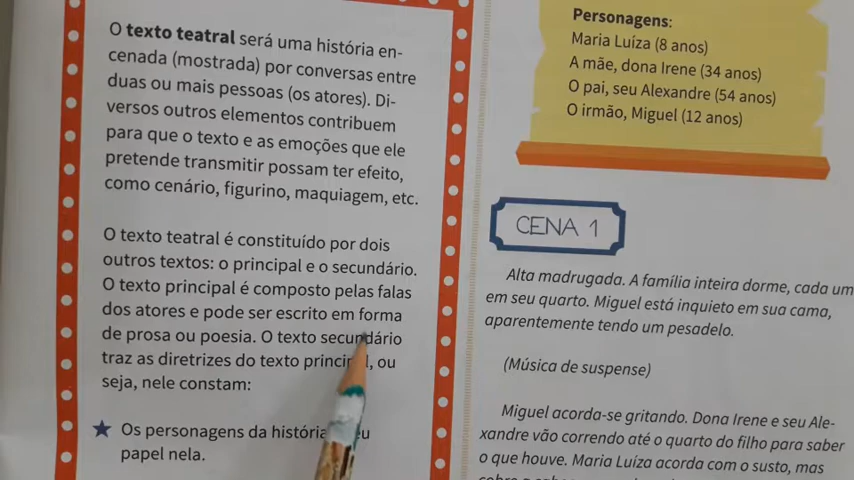 O texto teatral será uma história en-
cenada (mostrada) por conversas entre
duas ou mais pessoas (os atores). Di-
versos outros elementos contribuem
para que o texto e as emoções que ele
pretende transmitir possam ter efeito,
como cenário, figurino, maquiagem, etc.
O texto teatral é constituído por dois
outros textos: o principal e o secundário.
O texto principal é composto pelas falas
dos atores e pode ser escrito em forma
de prosa ou poesia. O texto secundário
traz as diretrizes do texto principal, ou
seja, nele constam:
Os personagens da história
papel nela.
Personagens:
Maria Luíza (8 anos)
A mãe, dona Irene (34 anos)
O pai, seu Alexandre (54 anos)
O irmão, Miguel (12 anos)
CENA 1
Alta madrugada. A família inteira dorme, cada um
em seu quarto. Miguel está inquieto em sua cama,
aparentemente tendo um pesadelo.
(Música de suspense)
Miguel acorda-se gritando. Dona Irene e seu Ale-
xandre vão correndo até o quarto do filho para saber
o que houve. Maria Luíza acorda com o susto, mas